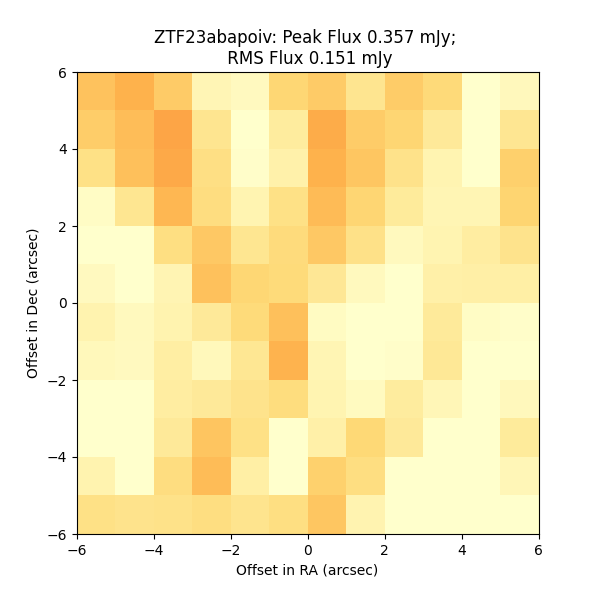 ZTF23abapoiv: Peak Flux 0.357 mJy;
RMS Flux 0.151 mJy
6
4
2
0
−2
−4
−6
Offset in Dec (arcsec)
−6 −4 −2 0 2 4 6
Offset in RA (arcsec)